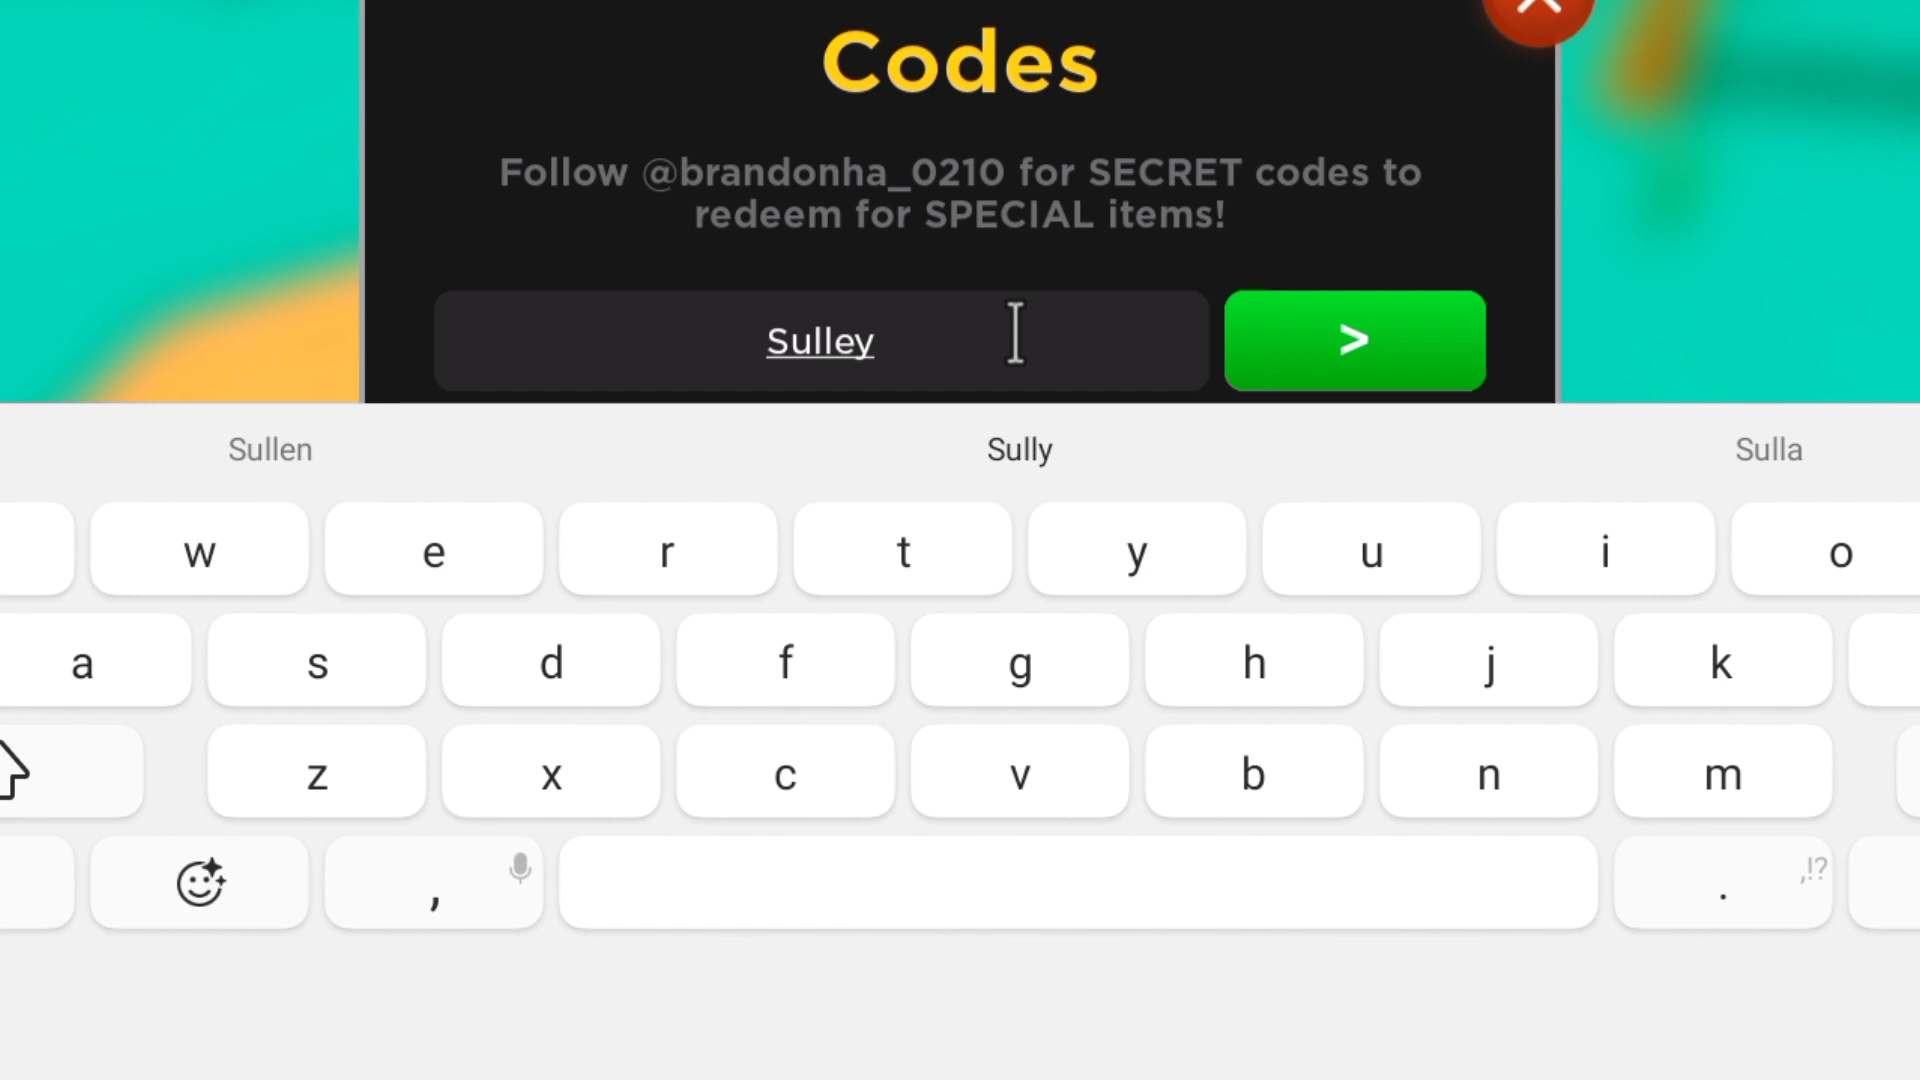 Codes
Follow @brandonha_0210 for SECRET codes to
redeem for SPECIAL items!
Sulley >
Sullen Sully Sulla
w e r t y u i o
a s d f g h j k
z x c v b n m
, . ,!?